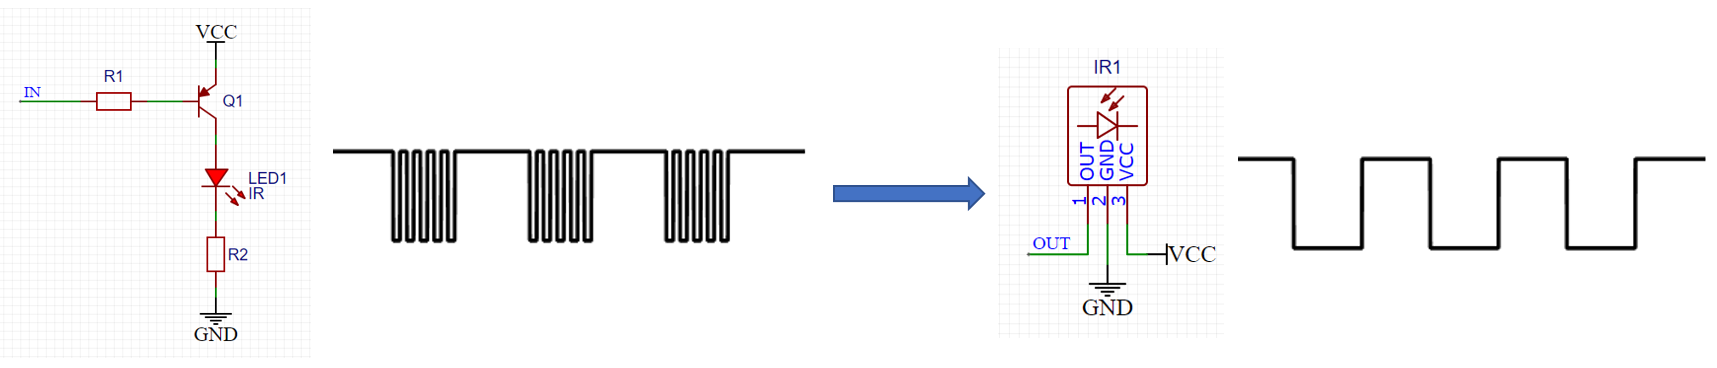 VCC
R1
IN
Q1
LED1
IR
R2
GND
IR1
OUT
GND
VCC
1
2
3
OUT
VCC
GND